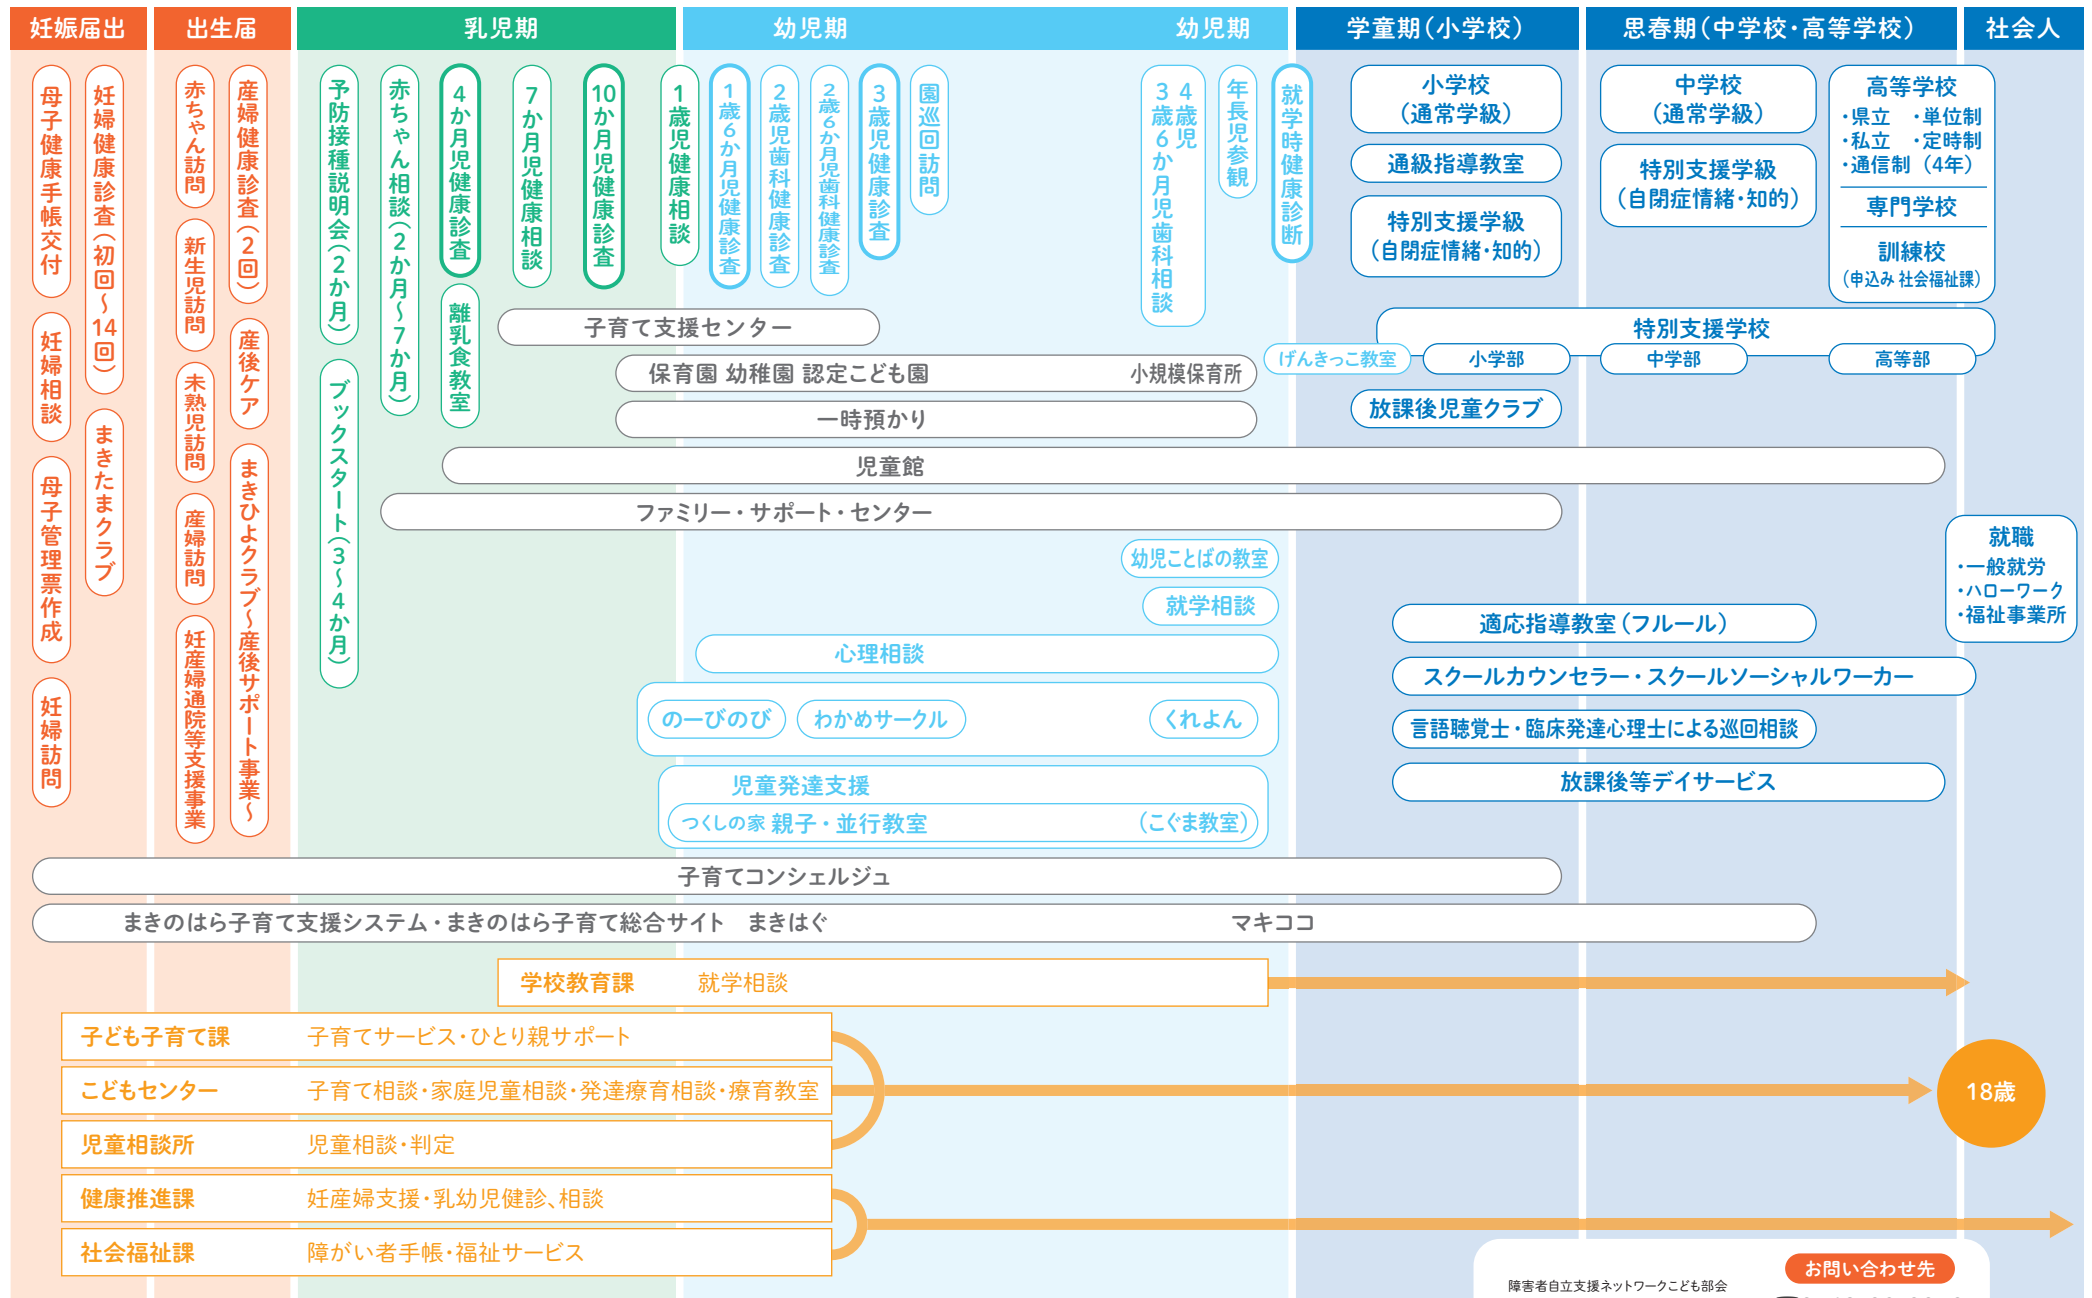 妊娠届出
出生届
乳児期
幼児期
幼児期
学童期(小学校)
思春期(中学校・高等学校)
社会人
母子健康手帳交付
妊婦相談
母子管理票作成
妊婦訪問
妊婦健康診査(初回~14回)
まきたまクラブ
赤ちゃん訪問
新生児訪問
未熟児訪問
産婦訪問
妊産婦通院等支援事業
産婦健康診査(2回)
産後ケア
まきひよクラブ~産後サポート事業~
予防接種説明会(2か月)
ブックスタート(3~4か月)
赤ちゃん相談(2か月~7か月)
4か月児健康診査
離乳食教室
7か月児健康相談
10か月児健康診査
1歳児健康相談
1歳6か月児健康診査
2歳児歯科健康診査
2歳6か月児歯科健康診査
3歳児健康診査
園巡回訪問
4歳児
3歳6か月児歯科相談
年長児参観
就学時健康診断
小学校
(通常学級)
通級指導教室
特別支援学級
(自閉症情緒・知的)
中学校
(通常学級)
特別支援学級
(自閉症情緒・知的)
高等学校
・県立 ・単位制
・私立 ・定時制
・通信制(4年)
専門学校
訓練校
(申込み 社会福祉課)
子育て支援センター
特別支援学校
保育園 幼稚園 認定こども園 小規模保育所
げんきっこ教室
小学部
中学部
高等部
一時預かり
放課後児童クラブ
児童館
ファミリー・サポート・センター
幼児ことばの教室
就学相談
就職
・一般就労
・ハローワーク
・福祉事業所
適応指導教室(フルール)
心理相談
スクールカウンセラー・スクールソーシャルワーカー
のーびのび
わかめサークル
くれよん
言語聴覚士・臨床発達心理士による巡回相談
児童発達支援
つくしの家 親子・並行教室 (こぐま教室)
放課後等デイサービス
子育てコンシェルジュ
まきのはら子育て支援システム・まきのはら子育て総合サイト まきはぐ マキココ
学校教育課 就学相談
子ども子育て課 子育てサービス・ひとり親サポート
こどもセンター 子育て相談・家庭児童相談・発達療育相談・療育教室
18歳
児童相談所 児童相談・判定
健康推進課 妊産婦支援・乳幼児健診、相談
社会福祉課 障がい者手帳・福祉サービス
お問い合わせ先
障害者自立支援ネットワークこども部会